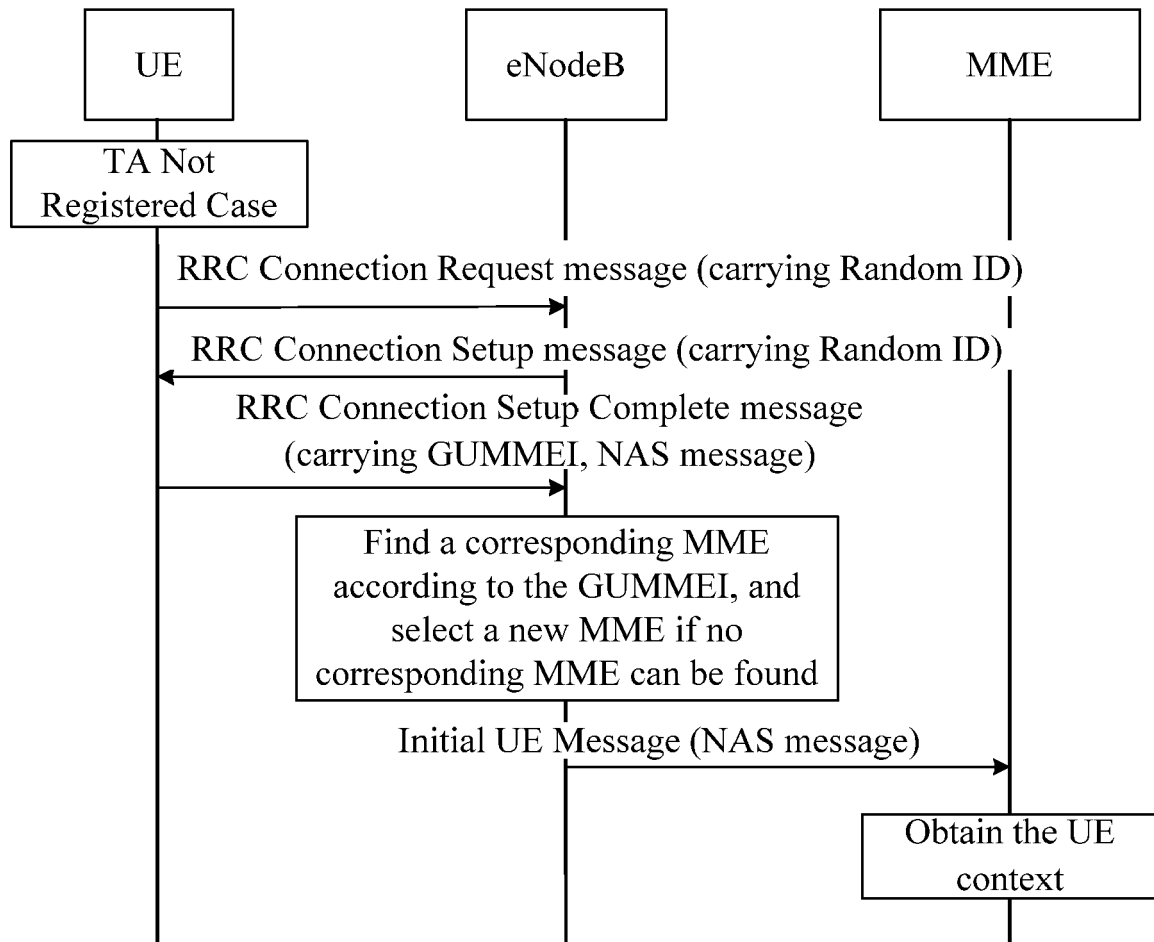 UE
eNodeB
MME
TA Not
Registered Case
RRC Connection Request message (carrying Random ID)
RRC Connection Setup message (carrying Random ID)
RRC Connection Setup Complete message
(carrying GUMMEI, NAS message)
Find a corresponding MME
according to the GUMMEI, and
select a new MME if no
corresponding MME can be found
Initial UE Message (NAS message)
Obtain the UE
context